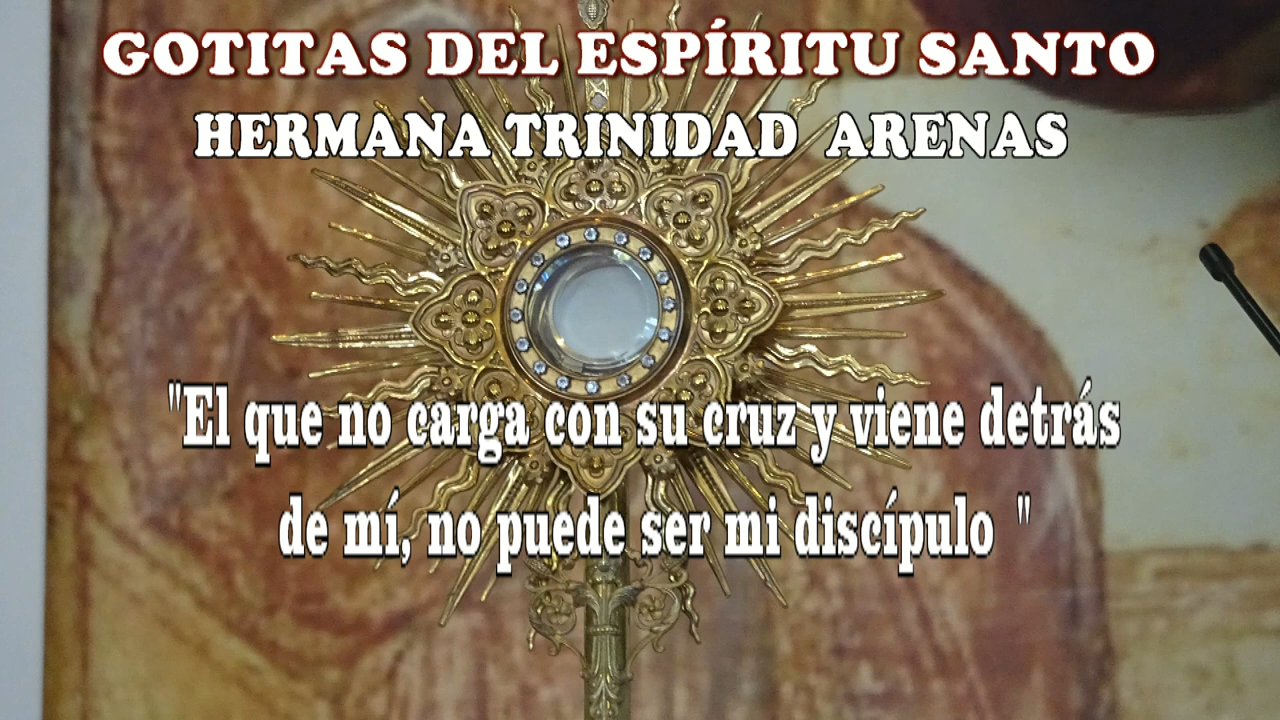 GOTITAS DEL ESPÍRITU SANTO
HERMANA TRINIDAD ARENAS
"El que no carga con su cruz y viene detrás
de mí, no puede ser mi discípulo "